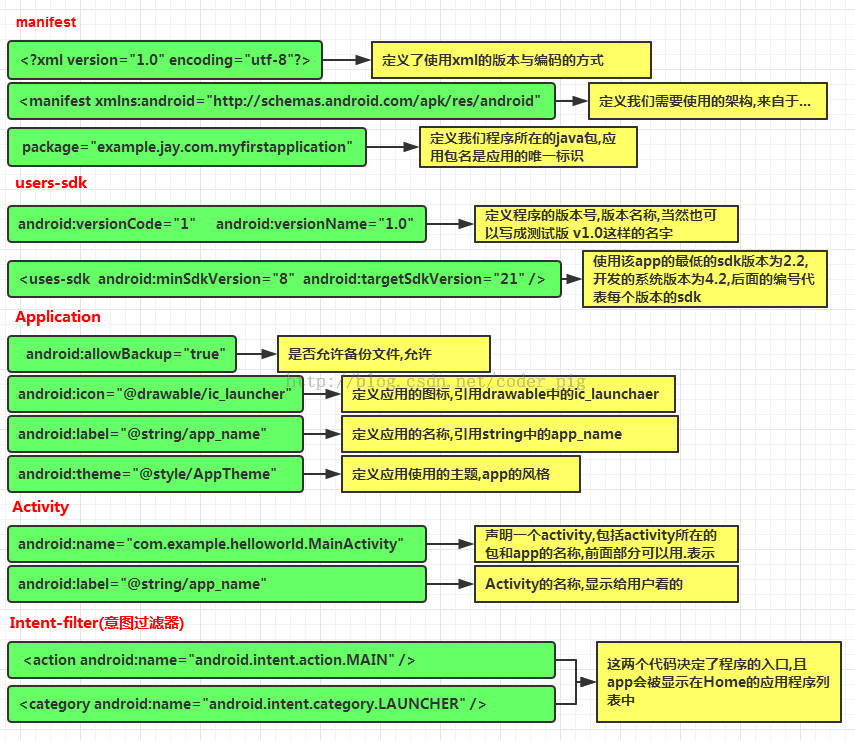 manifest
<?xml version="1.0" encoding="utf-8"?>
定义了使用xml的版本与编码的方式
<manifest xmlns:android="http://schemas.android.com/apk/res/android"
定义我们需要使用的架构,来自于...
package="example.jay.com.myfirstapplication"
定义我们程序所在的java包,应
用包名是应用的唯一标识
users-sdk
android:versionCode="1" android:versionName="1.0"
定义程序的版本号,版本名称,当然也可
以写成测试版 v1.0这样的名字
<uses-sdk android:minSdkVersion="8" android:targetSdkVersion="21" />
使用该app的最低的sdk版本为2.2,
开发的系统版本为4.2,后面的编号代
表每个版本的sdk
Application
android:allowBackup="true"
是否允许备份文件,允许
http://blog.csdn.net/coder_pig
android:icon="@drawable/ic_launcher"
定义应用的图标,引用drawable中的ic_launchaer
android:label="@string/app_name"
定义应用的名称,引用string中的app_name
android:theme="@style/AppTheme"
定义应用使用的主题,app的风格
Activity
android:name="com.example.helloworld.MainActivity"
声明一个activity,包括activity所在的
包和app的名称,前面部分可以用.表示
android:label="@string/app_name"
Activity的名称,显示给用户看的
Intent-filter(意图过滤器)
<action android:name="android.intent.action.MAIN" />
<category android:name="android.intent.category.LAUNCHER" />
这两个代码决定了程序的入口,且
app会被显示在Home的应用程序列
表中